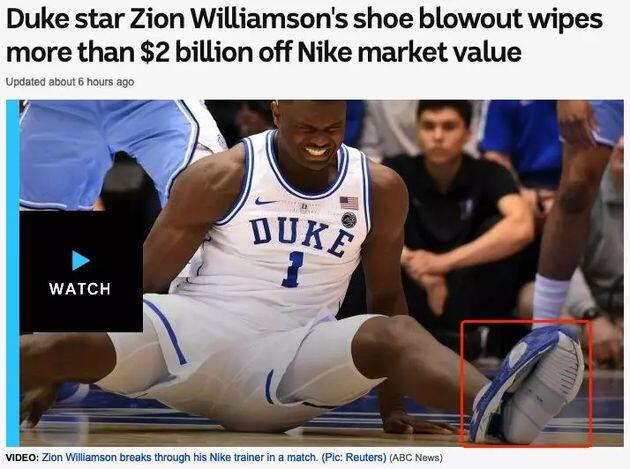 Duke star Zion Williamson's shoe blowout wipes
more than $2 billion off Nike market value
Updated about 6 hours ago
DUKE
1
WATCH
VIDEO: Zion Williamson breaks through his Nike trainer in a match. (Pic: Reuters) (ABC News)